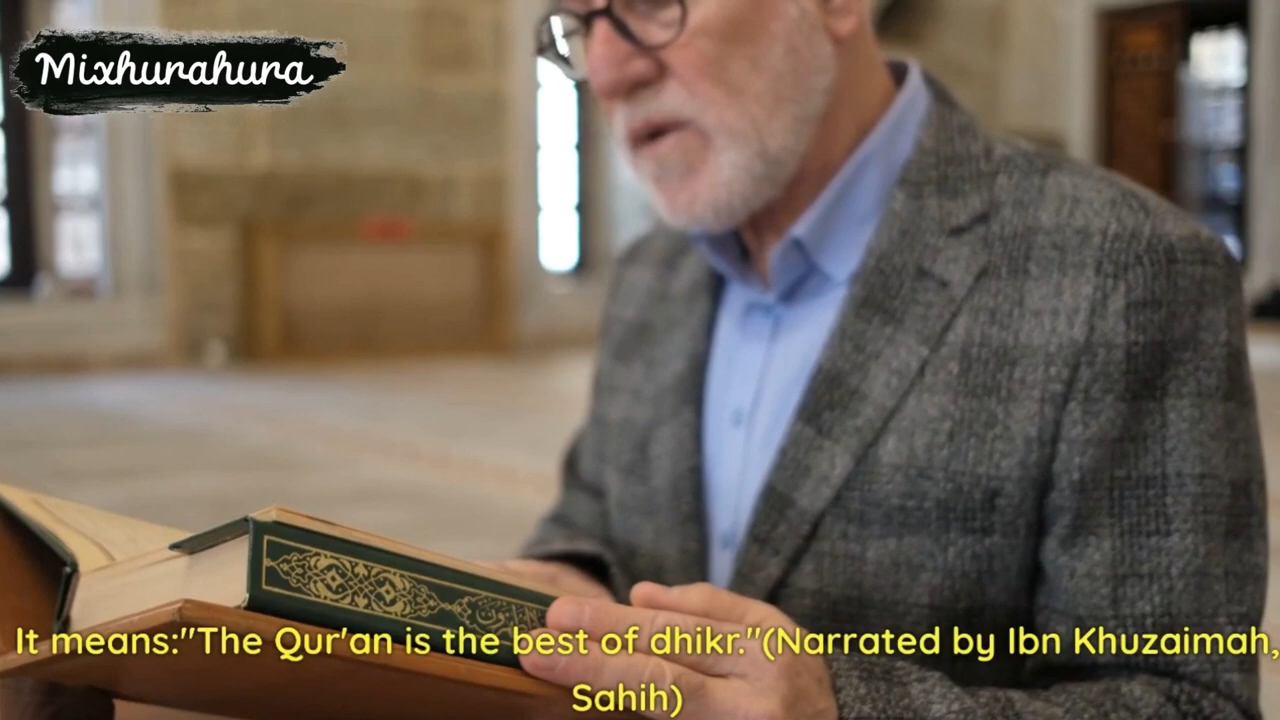 Mixhurahura
It means:"The Qur'an is the best of dhikr."(Narrated by Ibn Khuzaimah,
Sahih)